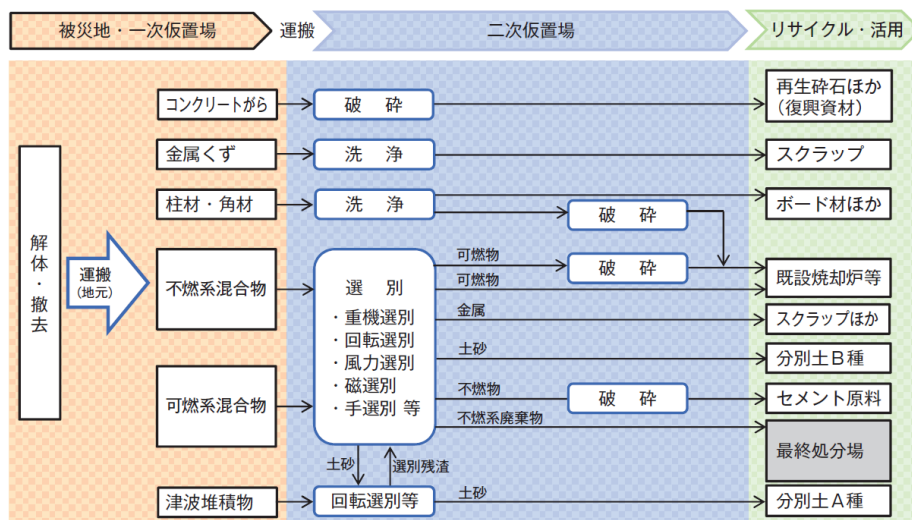 被災地・一次仮置場
運搬
二次仮置場
リサイクル・活用
解体・撤去
運搬
(地元)
コンクリートがら
破 砕
再生砕石ほか
(復興資材)
金属くず
洗 浄
スクラップ
柱材・角材
洗 浄
破 砕
ボード材ほか
不燃系混合物
可燃系混合物
選 別
・重機選別
・回転選別
・風力選別
・磁選別
・手選別 等
可燃物
破 砕
可燃物
既設焼却炉等
金属
スクラップほか
土砂
分別土B種
不燃物
破 砕
セメント原料
不燃系廃棄物
最終処分場
土砂
選別残渣
津波堆積物
回転選別等
土砂
分別土A種